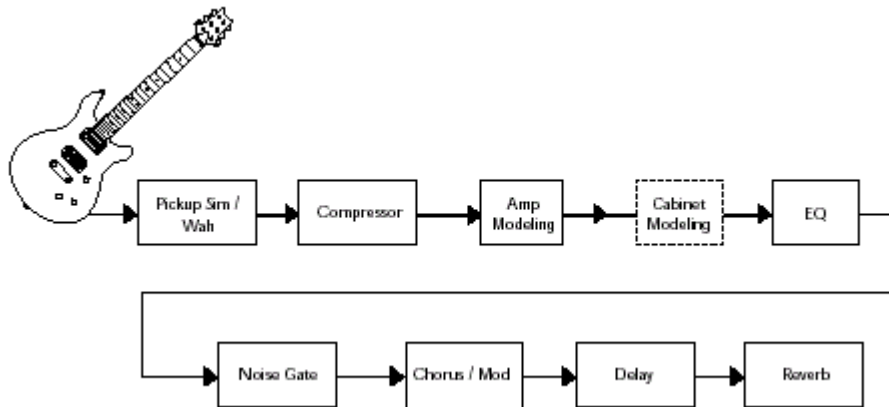 Pickup Sim /
Wah
Compressor
Amp
Modeling
Cabinet
Modeling
EQ
Noise Gate
Chorus / Mod
Delay
Reverb